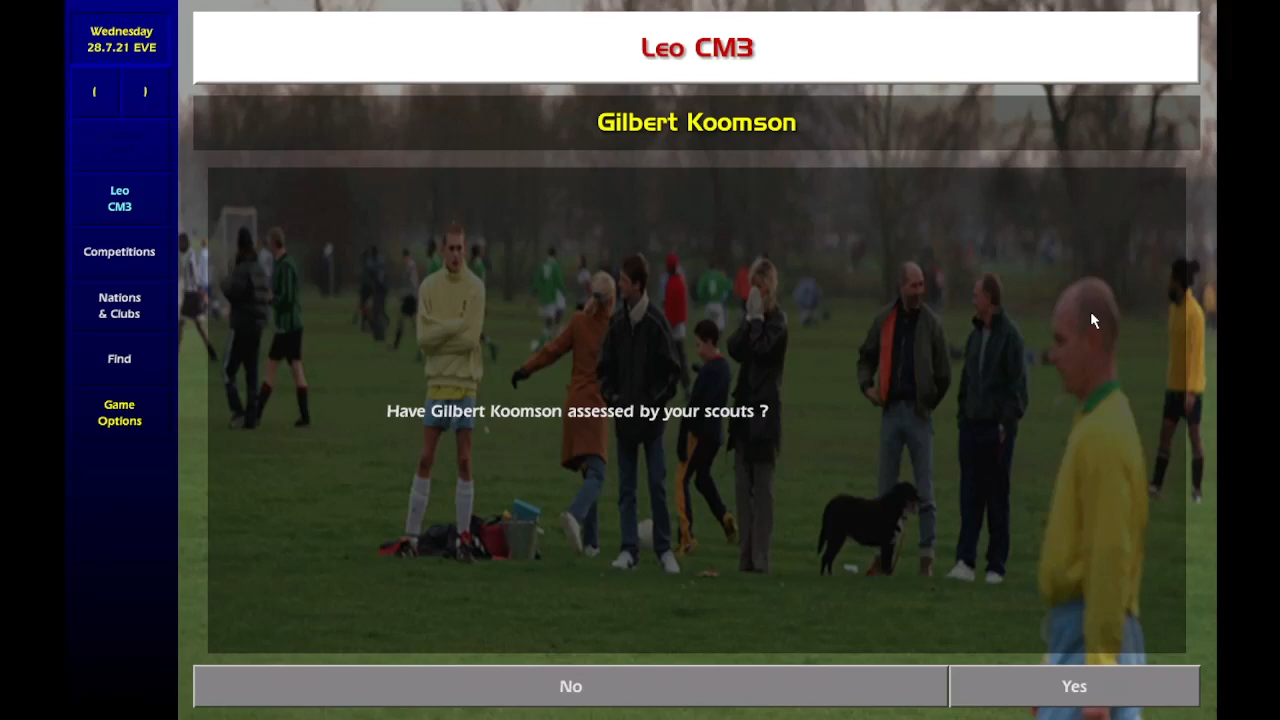 Wednesday
28.7.21 EVE
Leo CM3
Gilbert Koomson
Leo
CM3
Competitions
Nations
& Clubs
Find
Game
Options
Have Gilbert Koomson assessed by your scouts ?
No
Yes